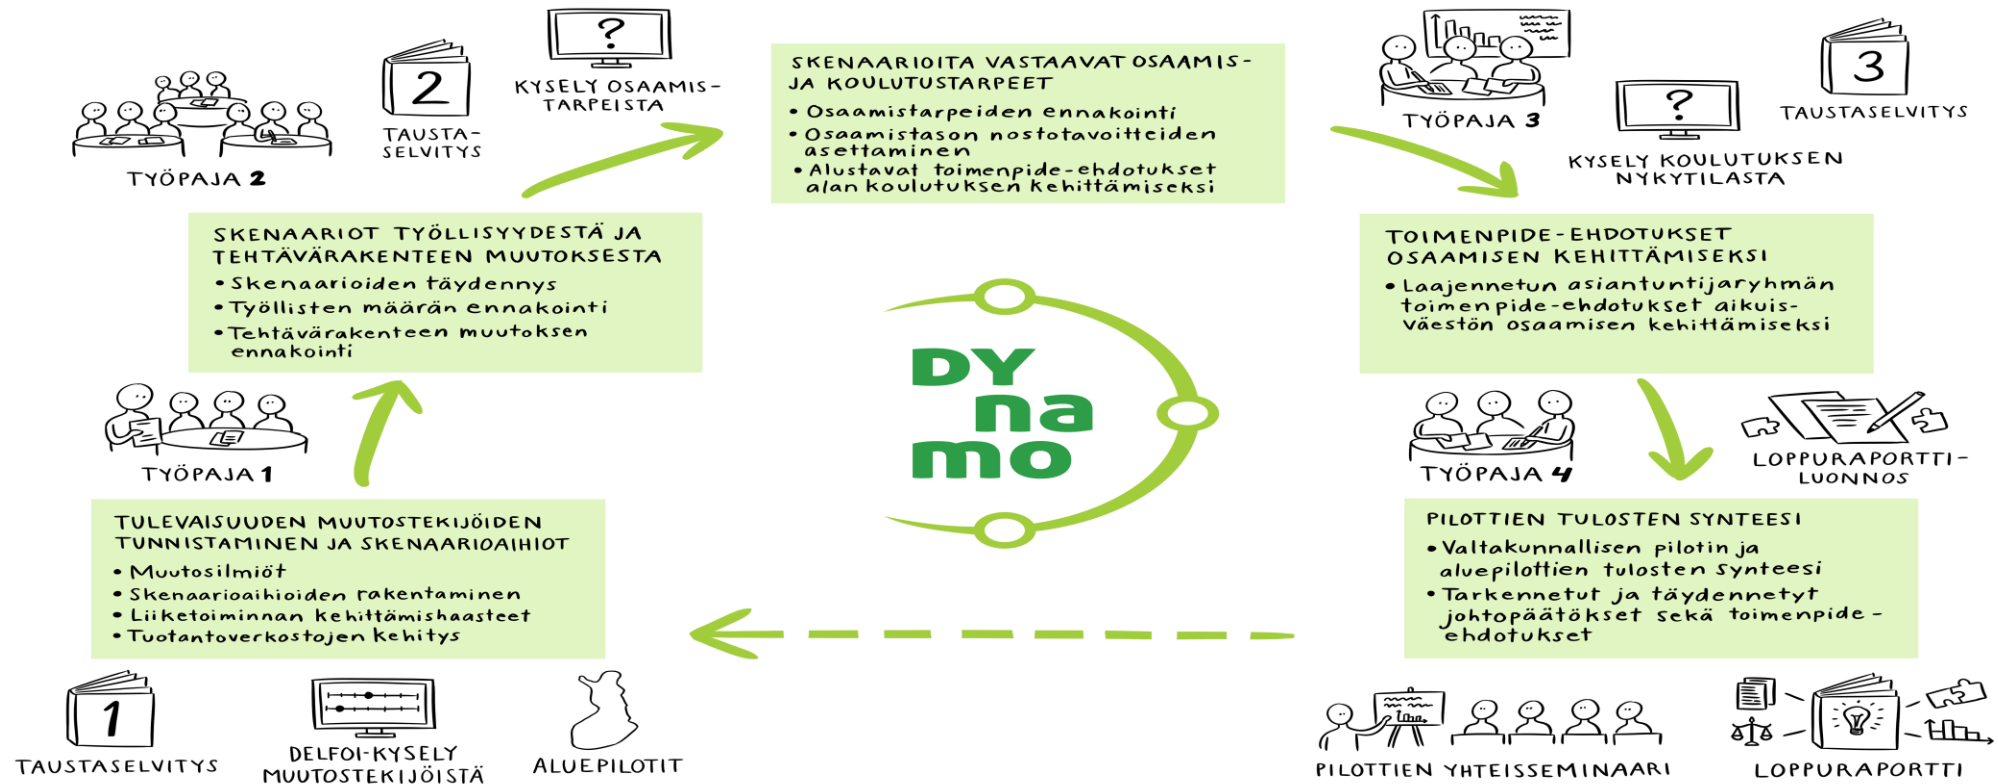 2
TAUSTA-
SELVITYS
TYÖPAJA 2
?
KYSELY OSAAMIS-
TARPEISTA
SKENAARIOITA VASTAAVAT OSAAMIS-
JA KOULUTUSTARPEET
• Osaamistarpeiden ennakointi
• Osaamistason nostotavoitteiden
asettaminen
• Alustavat toimenpide-ehdotukset
alan koulutuksen kehittämiseksi
TYÖPAJA 3
?
KYSELY KOULUTUKSEN
NYKYTILASTA
3
TAUSTASELVITYS
SKENAARIOT TYÖLLISYYDESTÄ JA
TEHTÄVÄRAKENTEEN MUUTOKSESTA
• Skenaarioiden täydennys
• Työllisten määrän ennakointi
• Tehtävärakenteen muutoksen
ennakointi
TOIMENPIDE-EHDOTUKSET
OSAAMISEN KEHITTÄMISEKSI
• Laajennetun asiantuntijaryhmän
toimenpide-ehdotukset aikuis-
väestön osaamisen kehittämiseksi
DY
na
mo
TYÖPAJA 1
TYÖPAJA 4
LOPPURAPORTTI-
LUONNOS
TULEVAISUUDEN MUUTOSTEKIJÖIDEN
TUNNISTAMINEN JA SKENAARIOAIHIOT
• Muutosilmiöt
• Skenaarioaihioiden rakentaminen
• Liiketoiminnan kehittämishaasteet
• Tuotantoverkostojen kehitys
PILOTTIEN TULOSTEN SYNTEESI
• Valtakunnallisen pilotin ja
aluepilottien tulosten synteesi
• Tarkennetut ja täydennetyt
johtopäätökset sekä toimenpide-
ehdotukset
1
TAUSTASELVITYS
DELFOI-KYSELY
MUUTOSTEKIJÖISTÄ
ALUEPILOTIT
PILOTTIEN YHTEISSEMINAARI
LOPPURAPORTTI